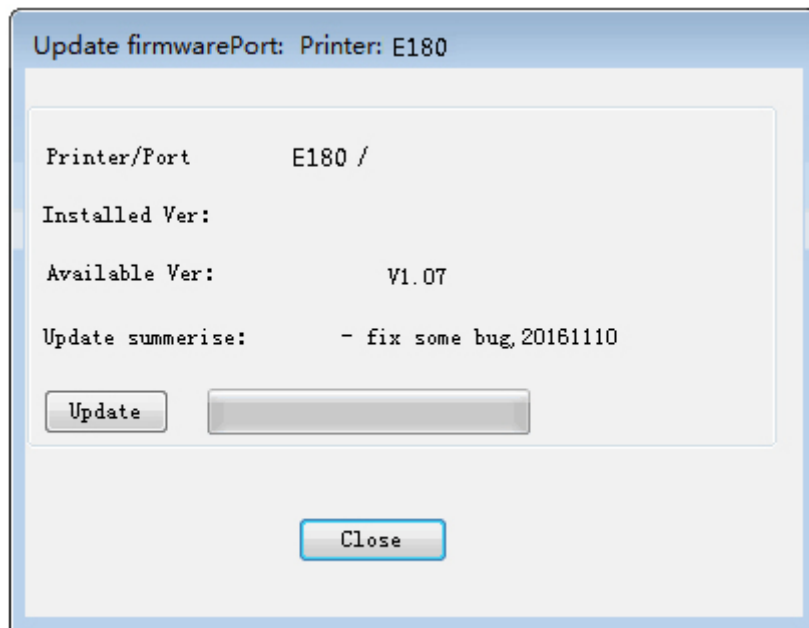 Update firmwarePort: Printer: E180
Printer/Port E180 /
Installed Ver:
Available Ver: V1.07
Update summerise: - fix some bug,20161110
Update
Close